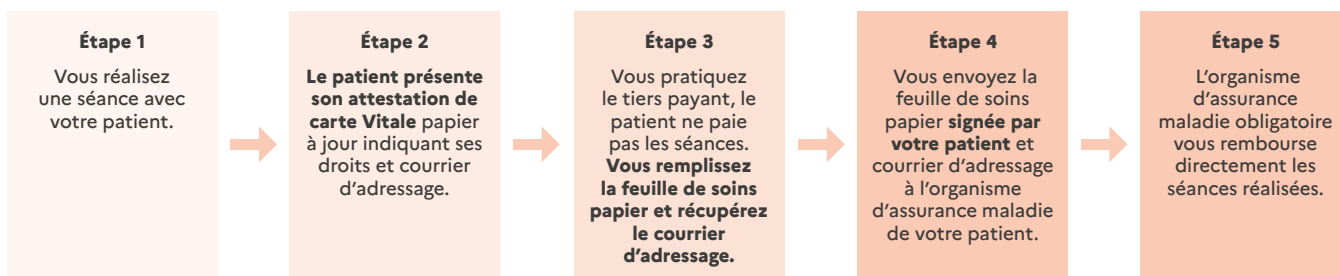 Étape 1
Vous réalisez
une séance avec
votre patient.
Étape 2
Le patient présente
son attestation de
carte Vitale papier
à jour indiquant ses
droits et courrier
d’adressage.
Étape 3
Vous pratiquez
le tiers payant, le
patient ne paie
pas les séances.
Vous remplissez
la feuille de soins
papier et récupérez
le courrier
d’adressage.
Étape 4
Vous envoyez la
feuille de soins
papier signée par
votre patient et
courrier d’adressage
à l’organisme
d’assurance maladie
de votre patient.
Étape 5
L’organisme
d’assurance
maladie obligatoire
vous rembourse
directement les
séances réalisées.